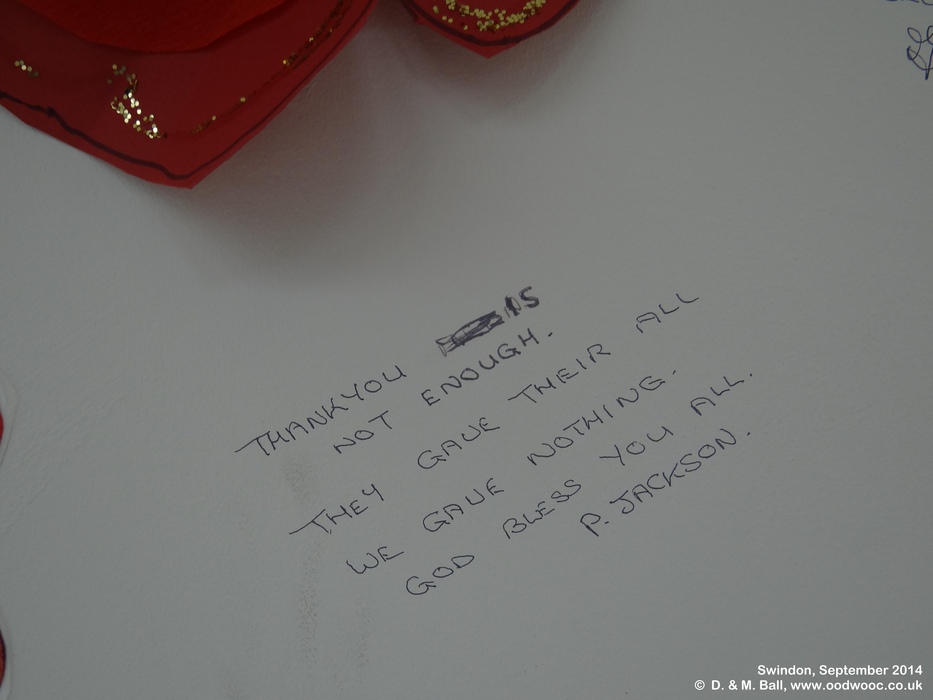 THANKYOU IS
NOT ENOUGH.
THEY GAVE THEIR ALL
WE GAVE NOTHING.
GOD BLESS YOU ALL.
P. JACKSON.
Swindon, September 2014
© D. & M. Ball, www.oodwooc.co.uk